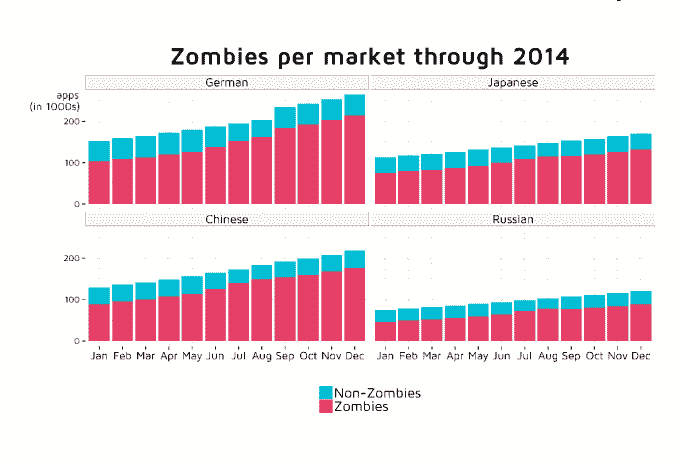 Zombies per market through 2014
German
Japanese
apps
(in 1000s)
200
100
0
Chinese
Russian
200
100
0
Jan Feb Mar Apr May Jun Jul Aug Sep Oct Nov Dec
Jan Feb Mar Apr May Jun Jul Aug Sep Oct Nov Dec
Non-Zombies
Zombies